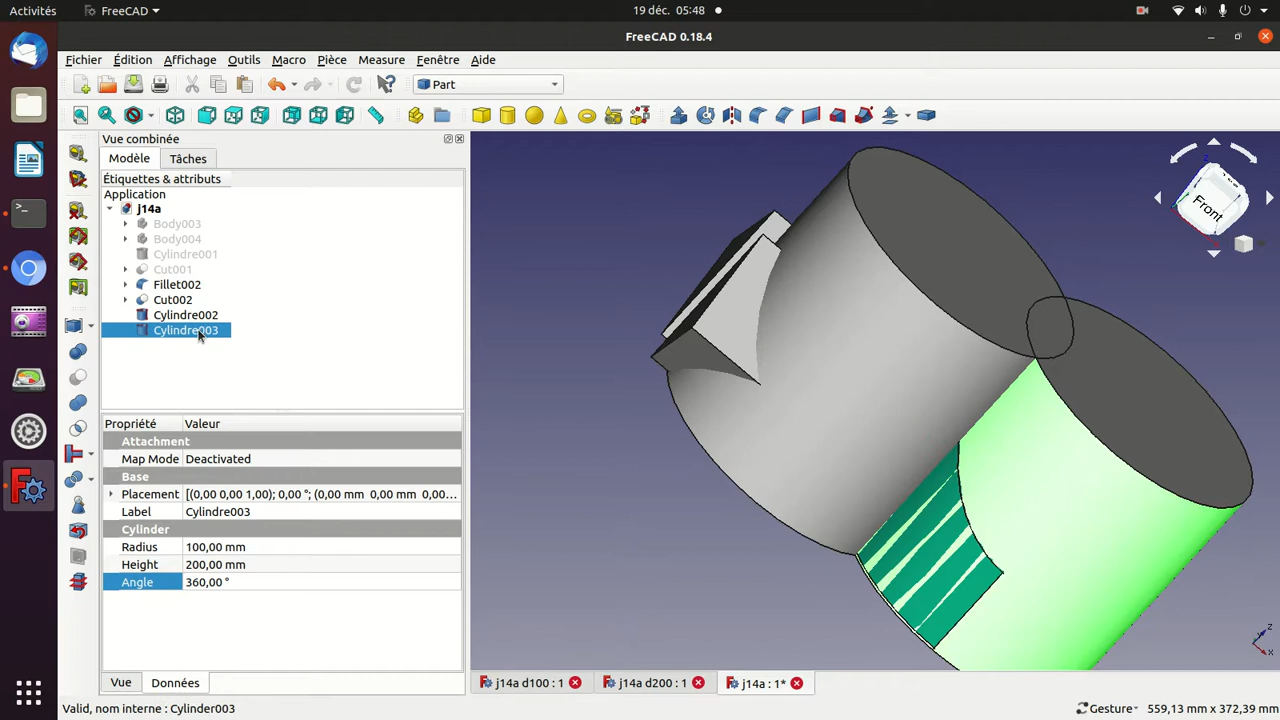 Activités
FreeCAD
19 déc. 05:48
FreeCAD 0.18.4
Fichier Édition Affichage Outils Macro Pièce Mesure Fenêtre Aide
Part
Vue combinée
Modèle Tâches
Étiquettes & attributs
Application
j14a
Body003
Body004
Cylindre001
Cut001
Fillet002
Cut002
Cylindre002
Cylindre003
Front
Z
Propriété Valeur
Attachment
Map Mode Deactivated
Base
Placement [(0,00 0,00 1,00); 0,00 °; (0,00 mm 0,00 mm 0,00...
Label Cylindre003
Cylinder
Radius 100,00 mm
Height 200,00 mm
Angle 360,00 °
Z
X
Vue Données
j14a d100 : 1 j14a d200 : 1 j14a : 1*
Valid, nom interne : Cylinder003
Gesture 559,13 mm x 372,39 mm